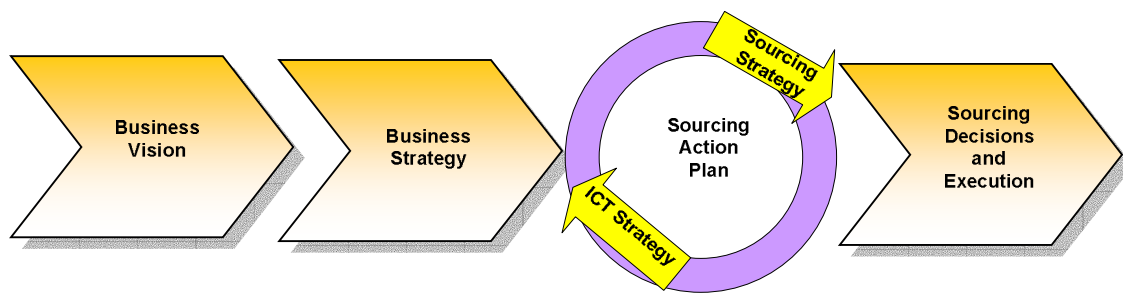 Business
Vision
Business
Strategy
Sourcing
Strategy
Sourcing
Action
Plan
ICT Strategy
Sourcing
Decisions
and
Execution